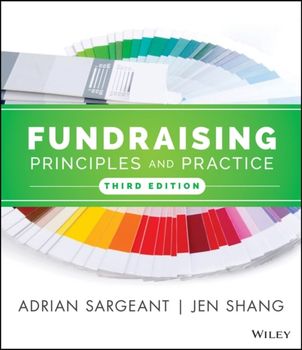 FUNDRAISING
PRINCIPLES AND PRACTICE
THIRD EDITION
ADRIAN SARGEANT | JEN SHANG
WILEY